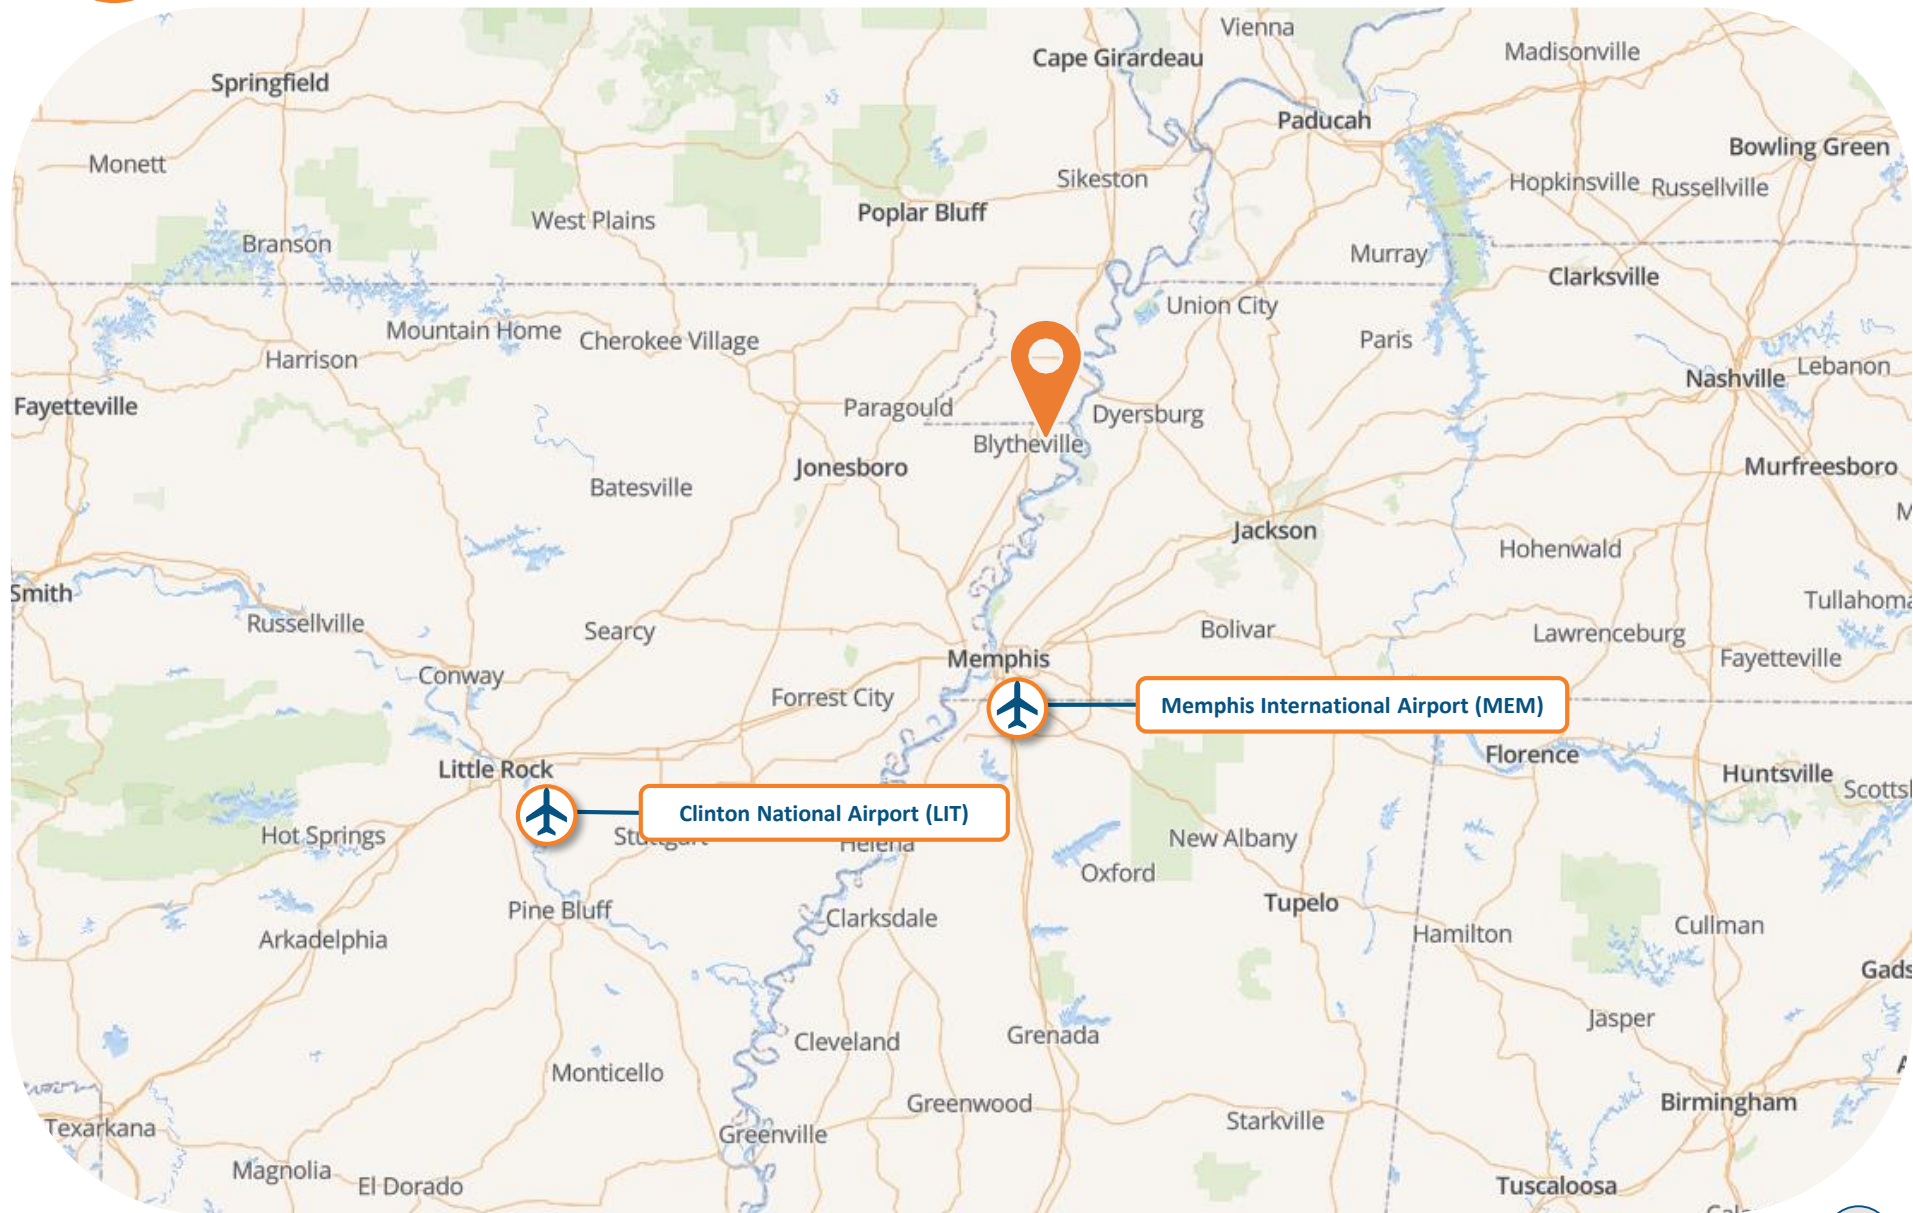 Vienna
Madisonville
Cape Girardeau
Springfield
Paducah
Bowling Green
Monett
Sikeston
Hopkinsville
Russellville
Poplar Bluff
West Plains
Branson
Murray
Clarksville
Union City
Mountain Home
Cherokee Village
Paris
Harrison
Lebanon
Nashville
Fayetteville
Paragould
Dyersburg
Blytheville
Jonesboro
Murfreesboro
Batesville
M
Jackson
Hohenwald
Smith
Tullahoma
Russellville
Searcy
Bolivar
Lawrenceburg
Memphis
Fayetteville
Conway
Forrest City
Memphis International Airport (MEM)
Florence
Little Rock
Huntsville
Scotts
Clinton National Airport (LIT)
Hot Springs
Stuttgart
Helena
New Albany
Oxford
Tupelo
Pine Bluff
Clarksdale
Cullman
Hamilton
Arkadelphia
Gads
Jasper
Grenada
Cleveland
Monticello
Birmingham
Greenwood
Starkville
Texarkana
Greenville
Magnolia
El Dorado
Tuscaloosa